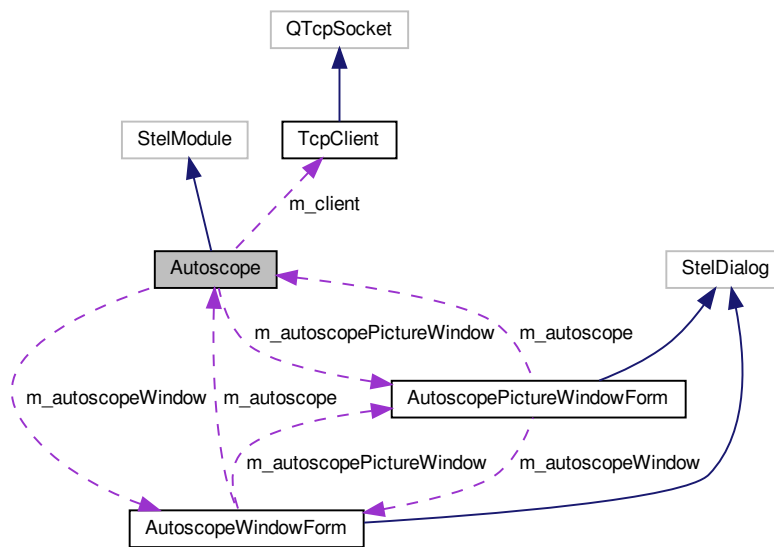 QTcpSocket
StelModule
TcpClient
m_client
Autoscope
StelDialog
m_autoscopePictureWindow
m_autoscope
m_autoscopeWindow
m_autoscope
AutoscopePictureWindowForm
m_autoscopePictureWindow
m_autoscopeWindow
AutoscopeWindowForm